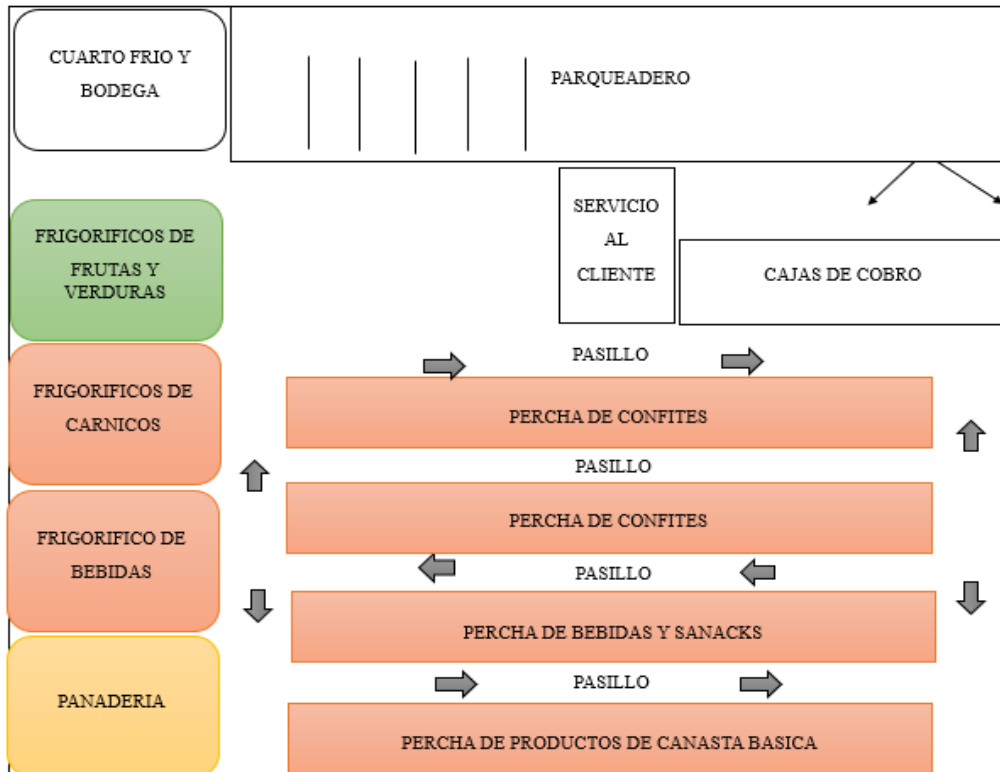 CUARTO FRIO Y
BODEGA
PARQUEADERO
SERVICIO
AL
CLIENTE
CAJAS DE COBRO
FRIGORIFICOS DE
FRUTAS Y
VERDURAS
PASILLO
FRIGORIFICOS DE
CARNICOS
PERCHA DE CONFITES
PASILLO
PERCHA DE CONFITES
FRIGORIFICO DE
BEBIDAS
PASILLO
PERCHA DE BEBIDAS Y SANACKS
PANADERIA
PASILLO
PERCHA DE PRODUCTOS DE CANASTA BASICA